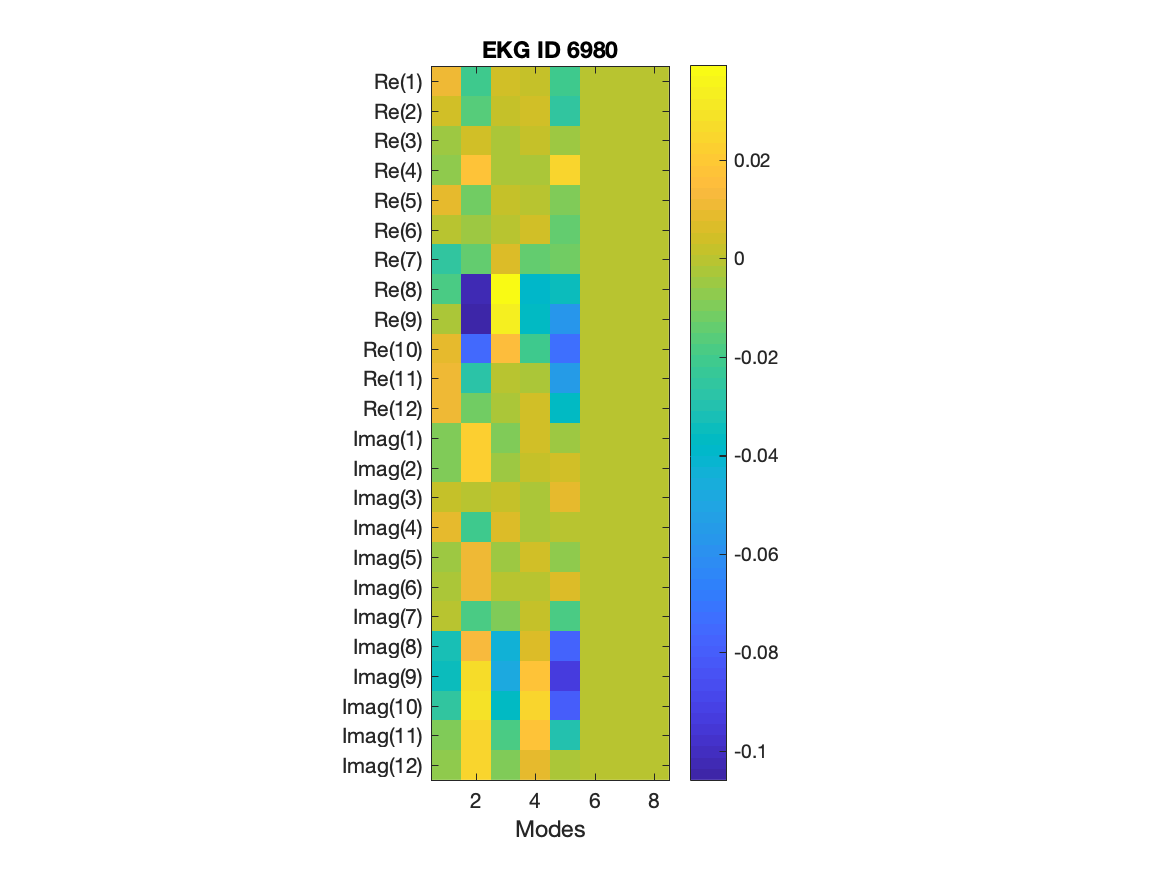 EKG ID 6980
Re(1)
Re(2)
Re(3)
Re(4)
Re(5)
Re(6)
Re(7)
Re(8)
Re(9)
Re(10)
Re(11)
Re(12)
Imag(1)
Imag(2)
Imag(3)
Imag(4)
Imag(5)
Imag(6)
Imag(7)
Imag(8)
Imag(9)
Imag(10)
Imag(11)
Imag(12)
2 4 6 8
Modes
0.02
0
-0.02
-0.04
-0.06
-0.08
-0.1